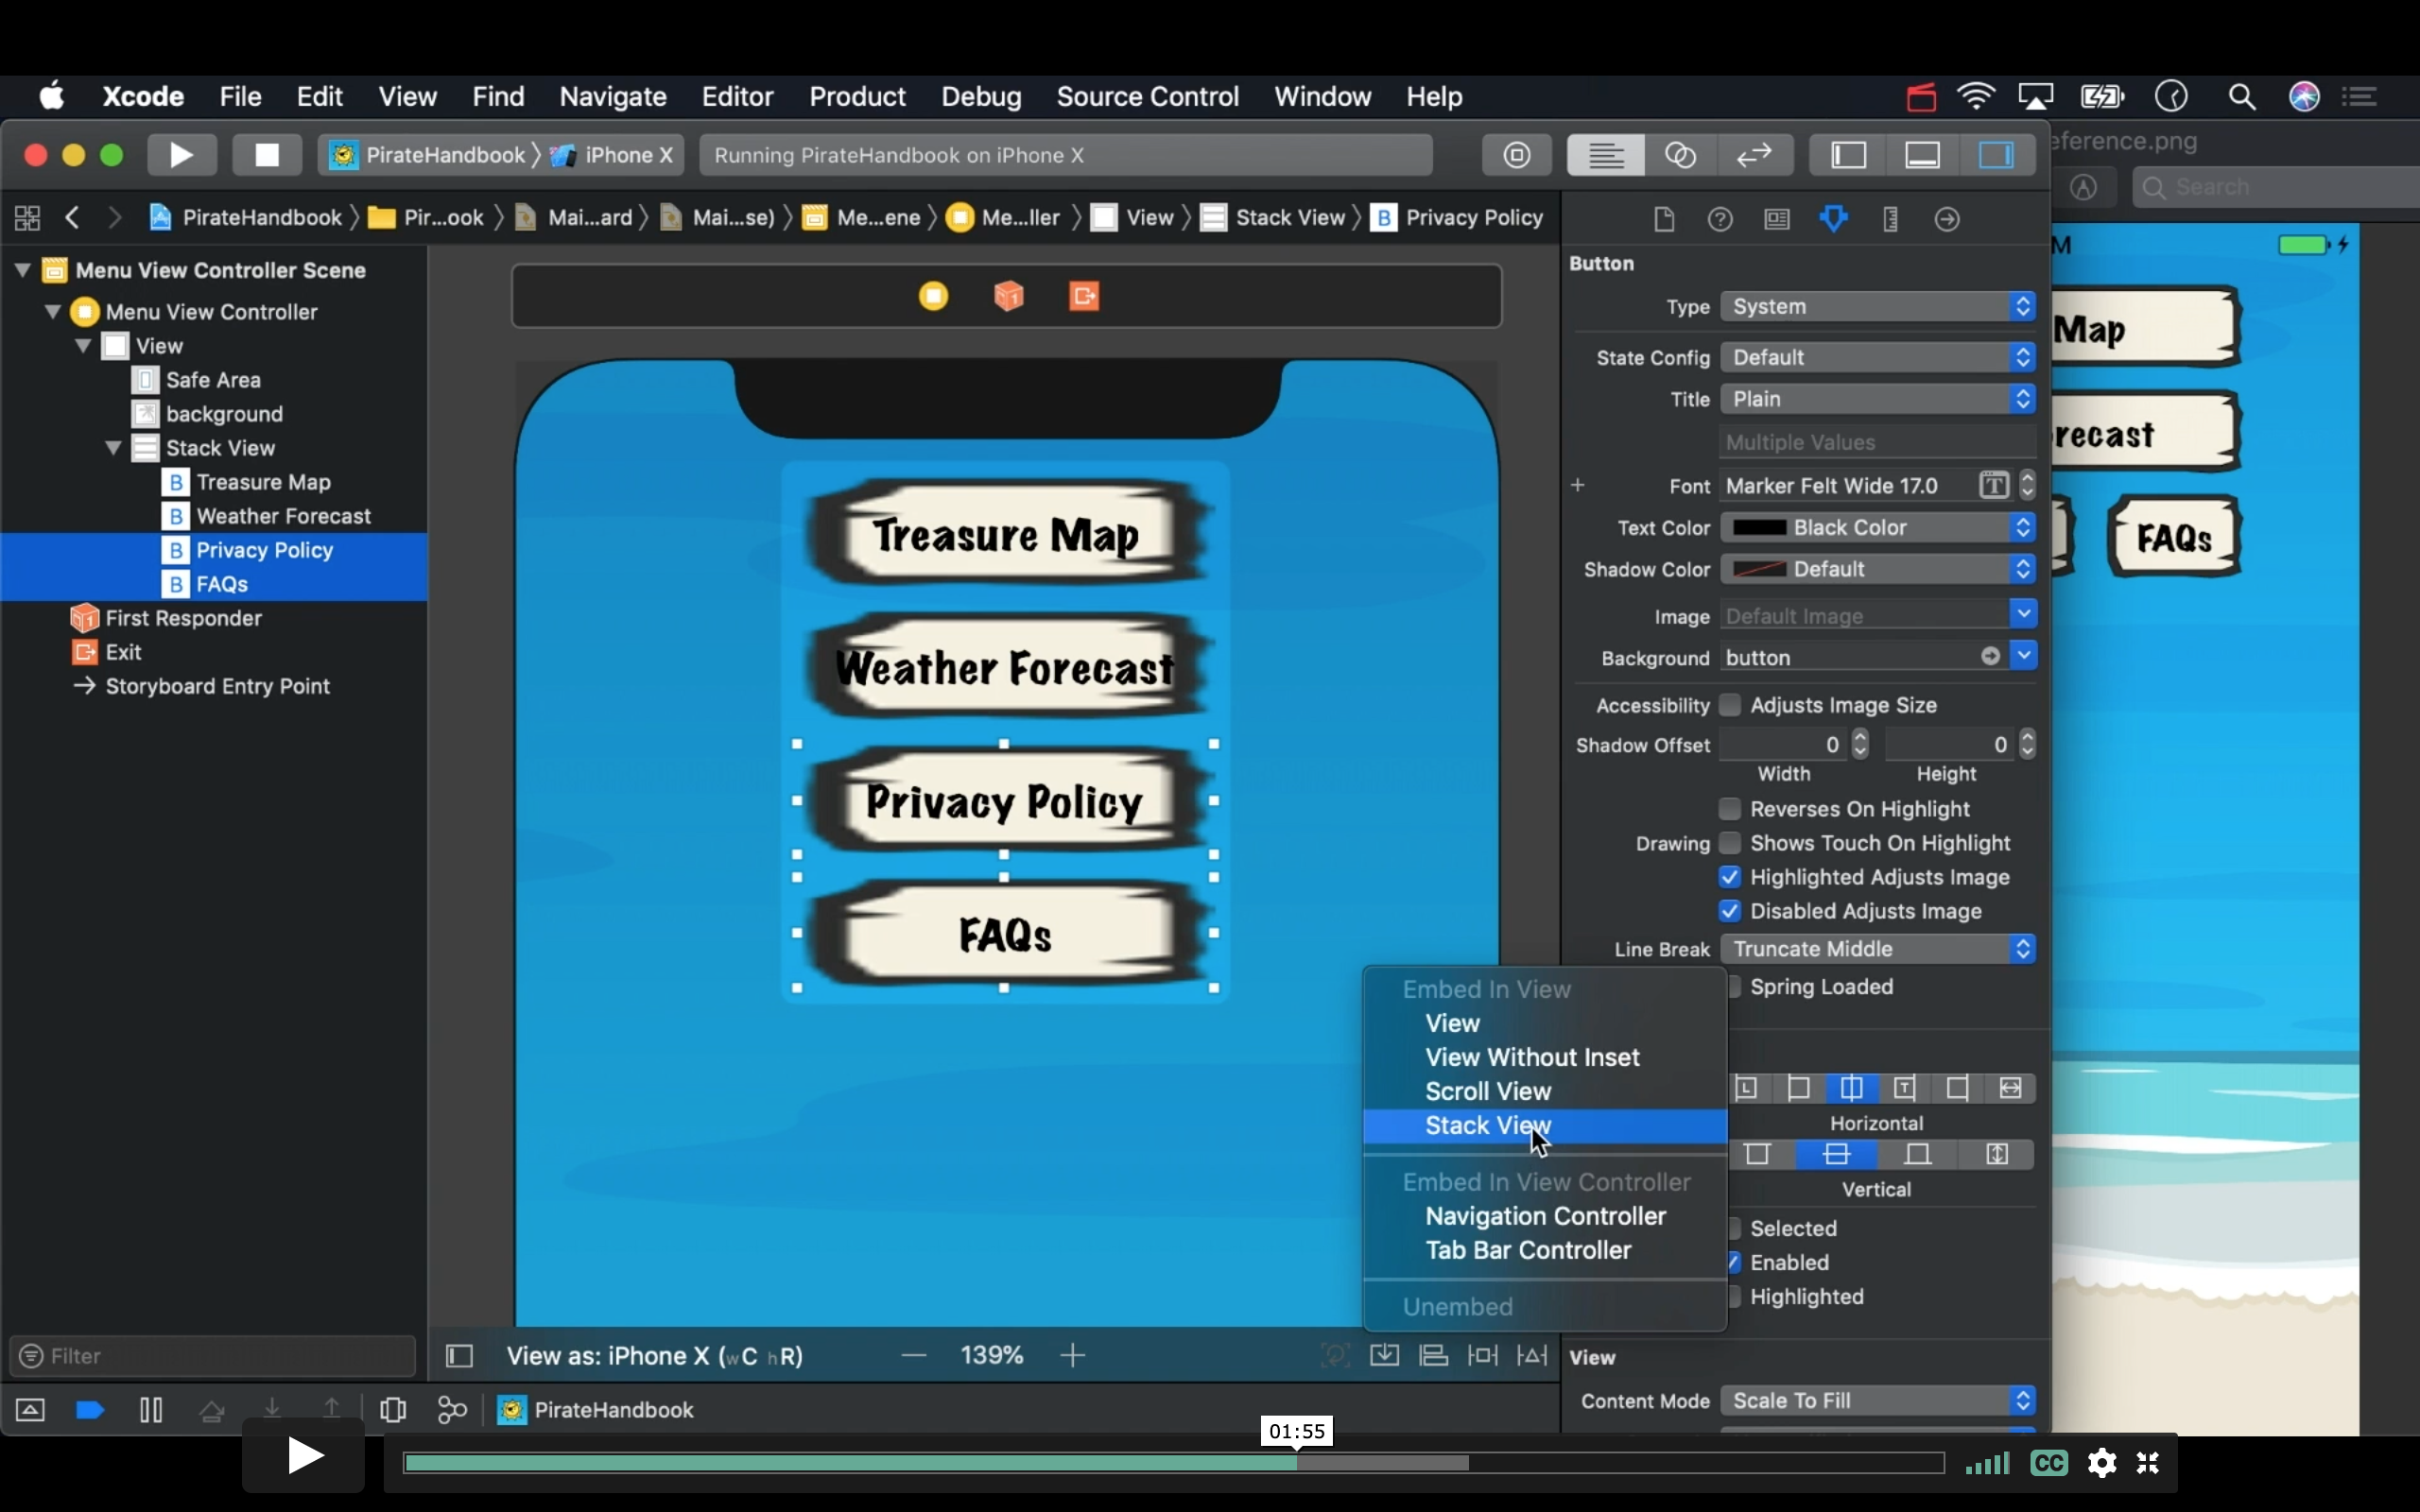 Xcode File Edit View Find Navigate Editor Product Debug Source Control Window Help
PirateHandbook iPhone X Running PirateHandbook on iPhone X
eference.png
Search
PirateHandbook Pir...ook Mai...ard Mai...se) Me...ene Me...ller View Stack View B Privacy Policy
Menu View Controller Scene
Menu View Controller
View
Safe Area
background
Stack View
B Treasure Map
B Weather Forecast
B Privacy Policy
B FAQs
First Responder
Exit
Storyboard Entry Point
Filter
Treasure Map
Weather Forecast
Privacy Policy
FAQs
View as: iPhone X (wC hR) 139%
PirateHandbook
Embed In View
View
View Without Inset
Scroll View
Stack View
Embed In View Controller
Navigation Controller
Tab Bar Controller
Unembed
Button
Type System
State Config Default
Title Plain
Multiple Values
Font Marker Felt Wide 17.0
Text Color Black Color
Shadow Color Default
Image Default Image
Background button
Accessibility Adjusts Image Size
Shadow Offset 0 0
Width Height
Reverses On Highlight
Drawing Shows Touch On Highlight
Highlighted Adjusts Image
Disabled Adjusts Image
Line Break Truncate Middle
Spring Loaded
Horizontal
Vertical
Selected
Enabled
Highlighted
View
Content Mode Scale To Fill
M
Map
recast
FAQs
01:55
CC